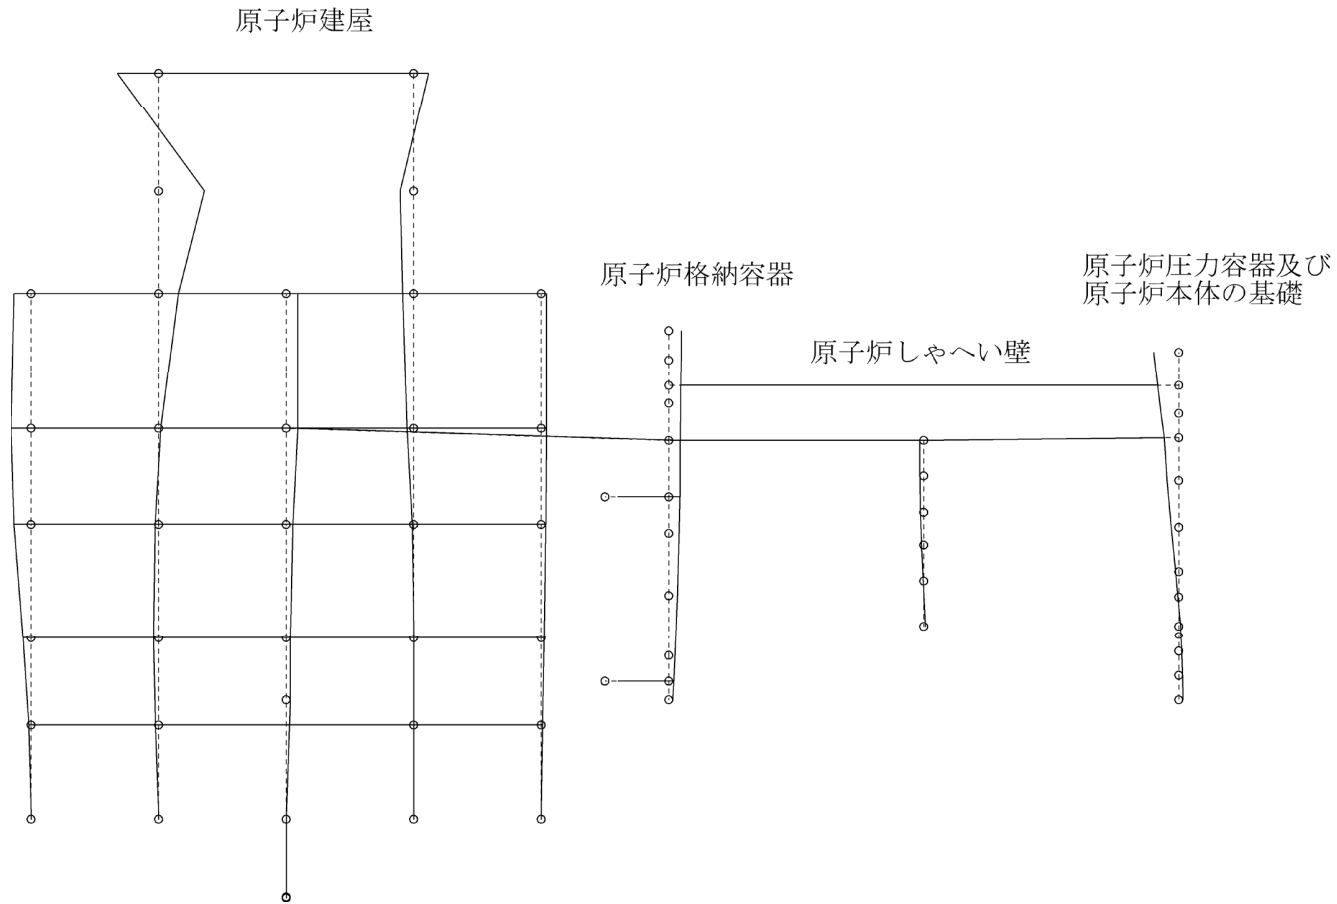 原子炉建屋
原子炉格納容器
原子炉しゃへい壁
原子炉圧力容器及び
原子炉本体の基礎